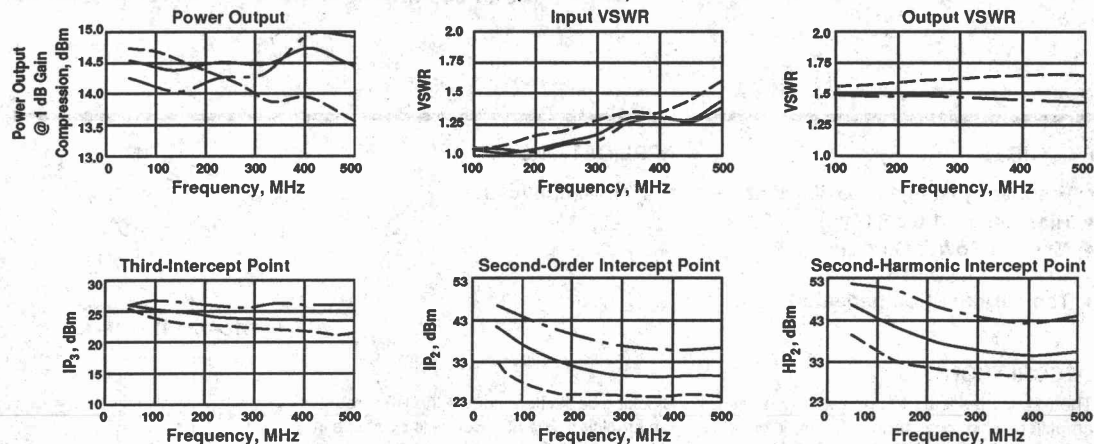 Power Output
Power Output
@ 1 dB Gain
Compression, dBm
15.0
14.5
14.0
13.5
13.0
0 100 200 300 400 500
Frequency, MHz
Input VSWR
VSWR
2.0
1.75
1.5
1.25
1.0
100 100 200 300 400 500
Frequency, MHz
Output VSWR
VSWR
2.0
1.75
1.5
1.25
1.0
100 100 200 300 400 500
Frequency, MHz
Third-Intercept Point
IP3, dBm
30
25
20
15
10
0 100 200 300 400 500
Frequency, MHz
Second-Order Intercept Point
IP2, dBm
53
43
33
23
0 100 200 300 400 500
Frequency, MHz
Second-Harmonic Intercept Point
HP2, dBm
53
43
33
23
0 100 200 300 400 500
Frequency, MHz